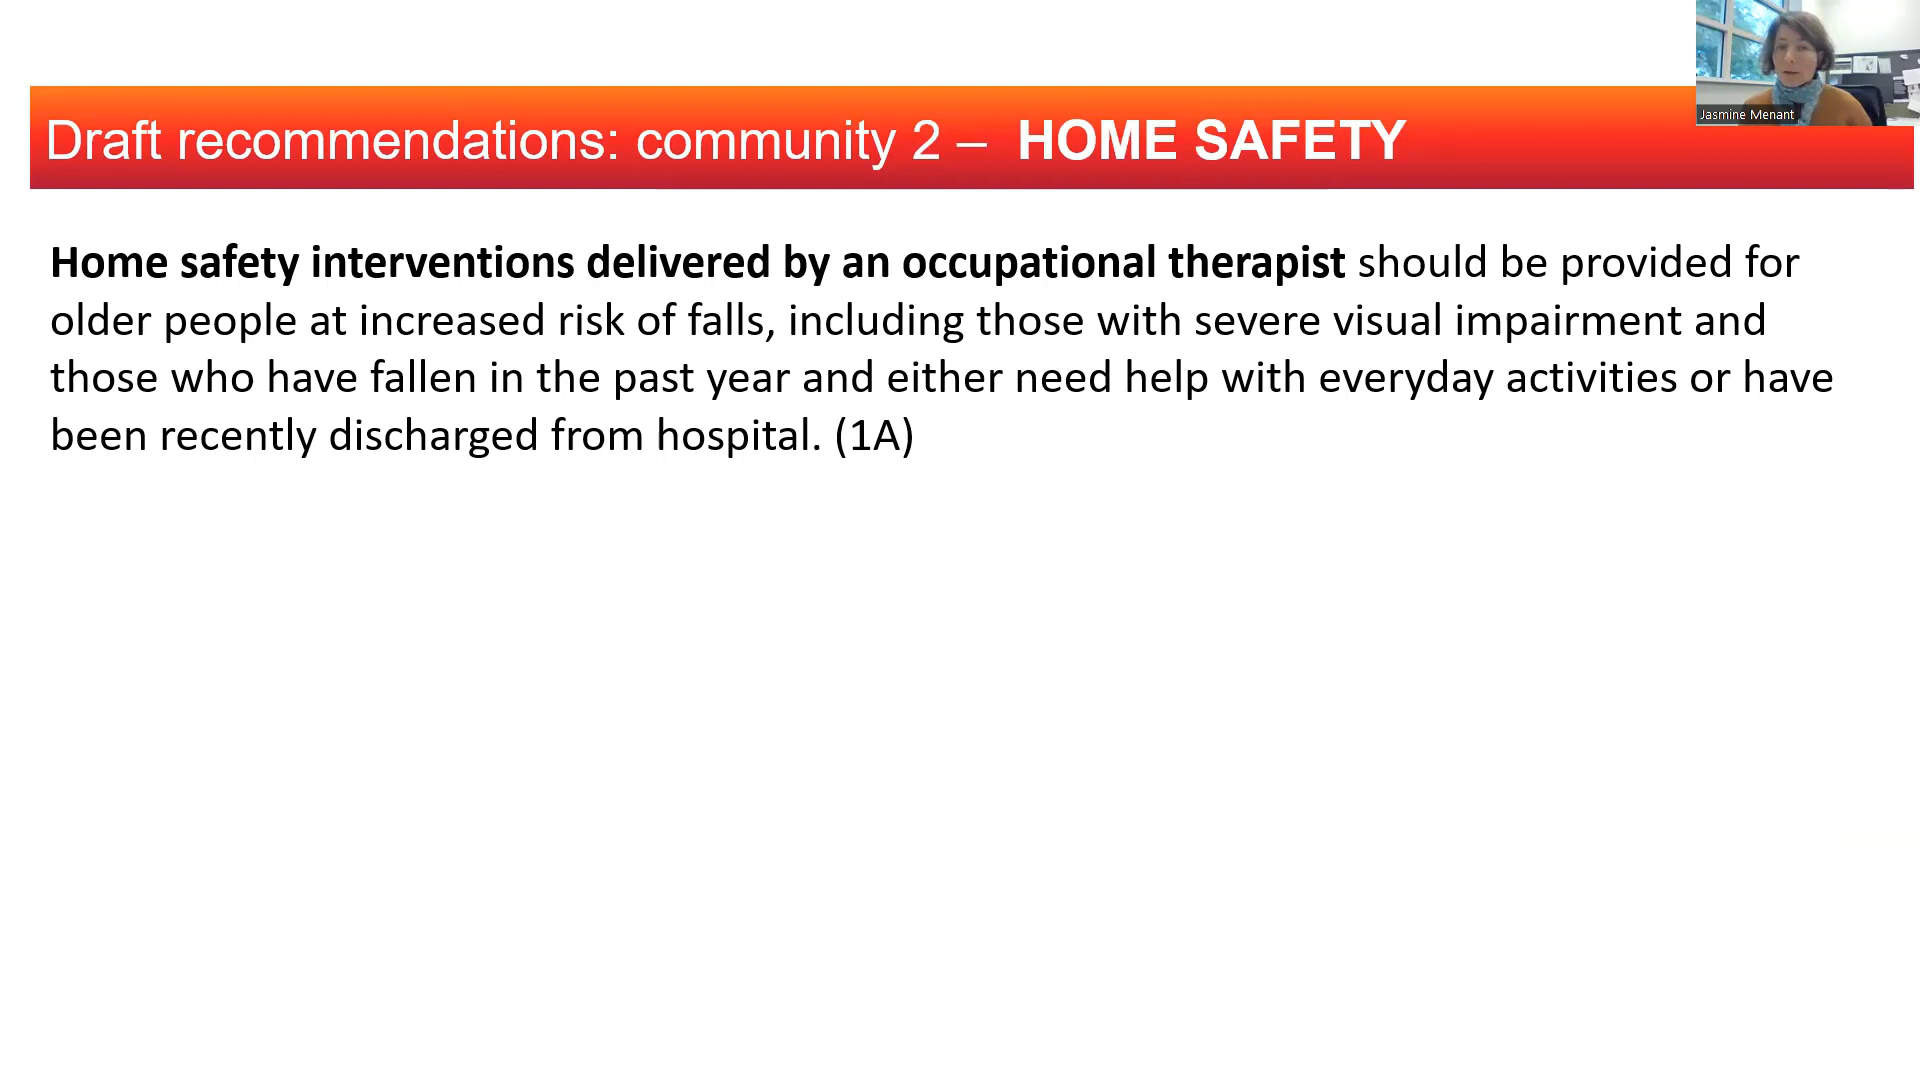 Jasmine Menant
Draft recommendations: community 2 – HOME SAFETY
Home safety interventions delivered by an occupational therapist should be provided for
older people at increased risk of falls, including those with severe visual impairment and
those who have fallen in the past year and either need help with everyday activities or have
been recently discharged from hospital. (1A)